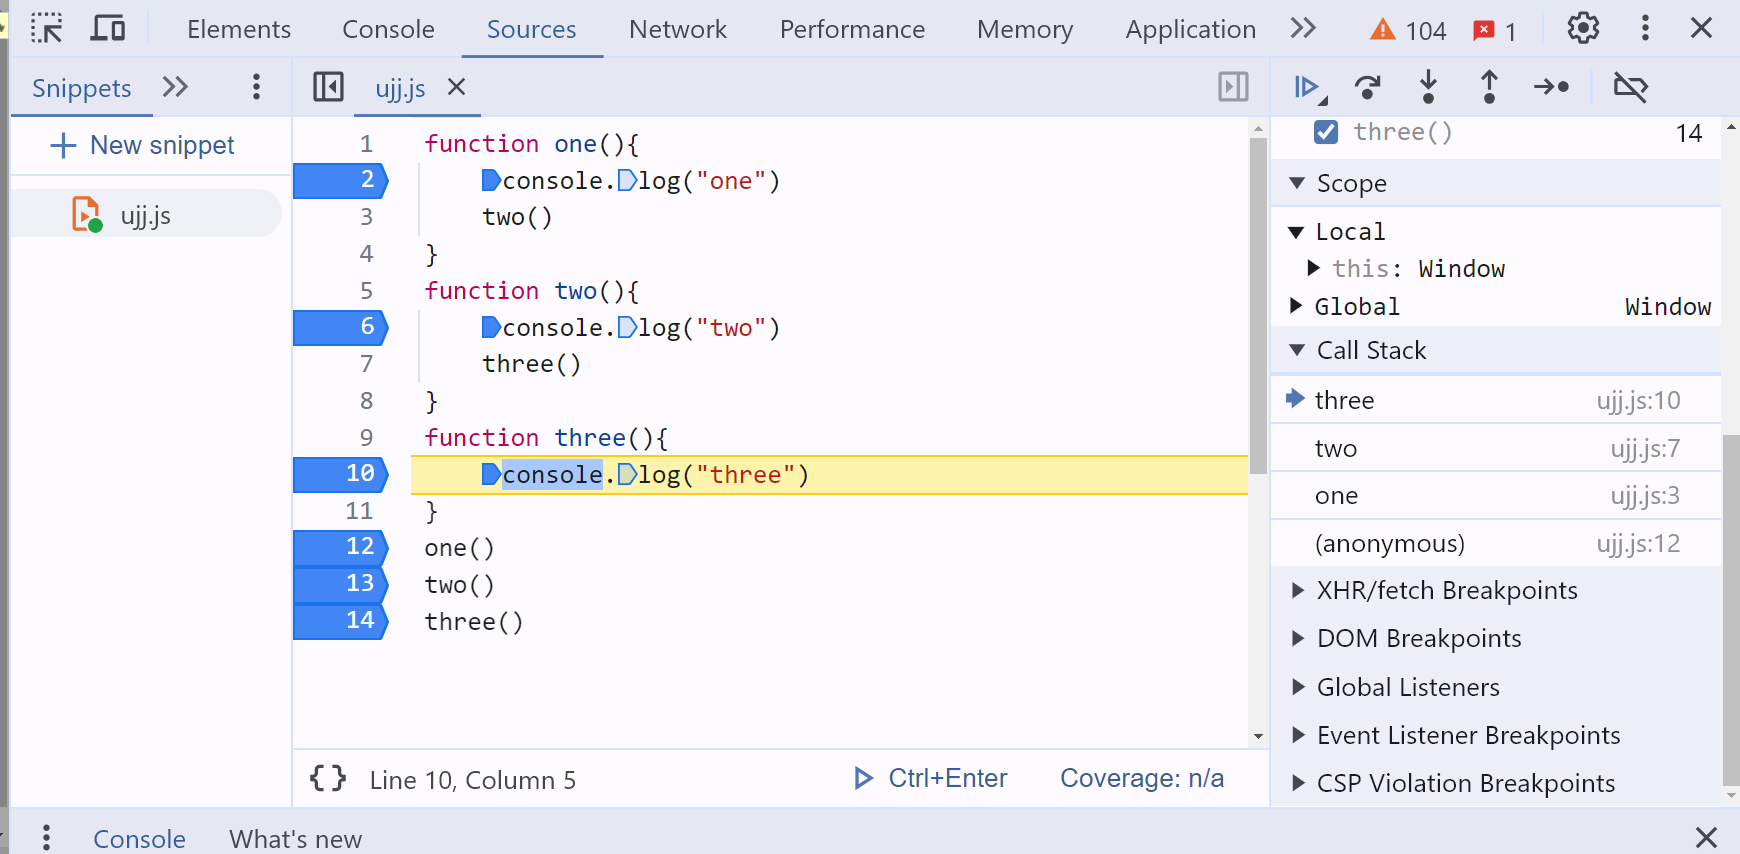 Elements Console Sources Network Performance Memory Application 104 1
Snippets
ujj.js
New snippet
ujj.js
1 function one(){
2 console.log("one")
3 two()
4 }
5 function two(){
6 console.log("two")
7 three()
8 }
9 function three(){
10 console.log("three")
11 }
12 one()
13 two()
14 three()
{} Line 10, Column 5 Ctrl+Enter Coverage: n/a
three() 14
Scope
Local
this: Window
Global Window
Call Stack
three ujj.js:10
two ujj.js:7
one ujj.js:3
(anonymous) ujj.js:12
XHR/fetch Breakpoints
DOM Breakpoints
Global Listeners
Event Listener Breakpoints
CSP Violation Breakpoints
Console What's new